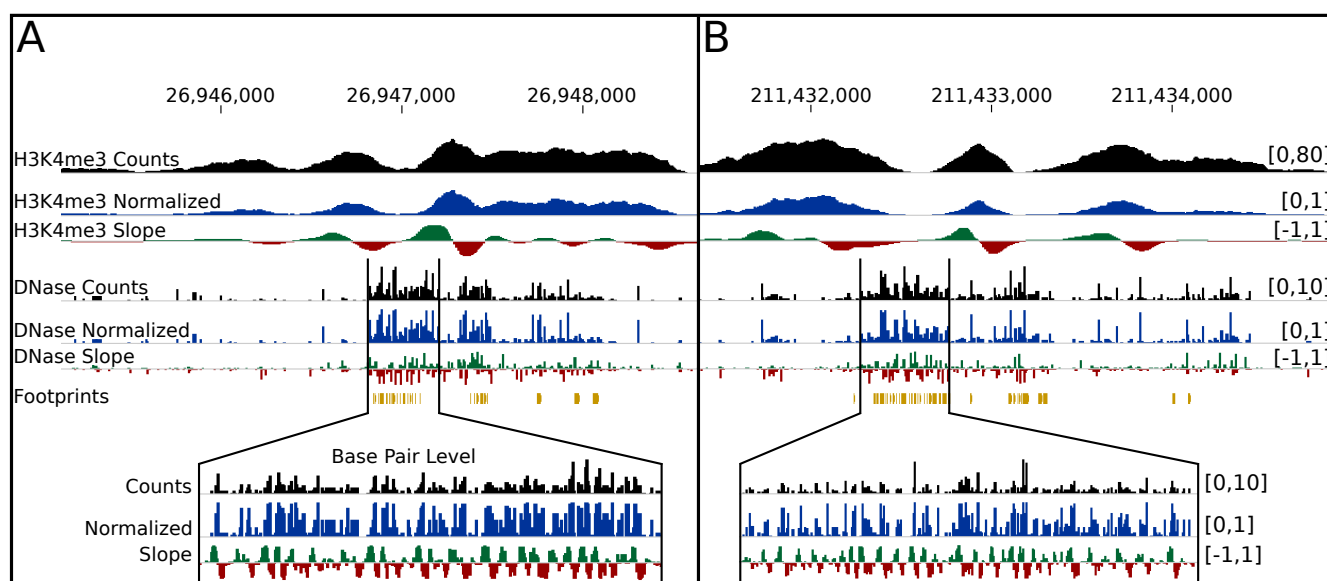 A
B
26,946,000 26,947,000 26,948,000 211,432,000 211,433,000 211,434,000
H3K4me3 Counts [0,80]
H3K4me3 Normalized [0,1]
H3K4me3 Slope [-1,1]
DNase Counts [0,10]
DNase Normalized [0,1]
DNase Slope [-1,1]
Footprints
Base Pair Level
Counts [0,10]
Normalized [0,1]
Slope [-1,1]